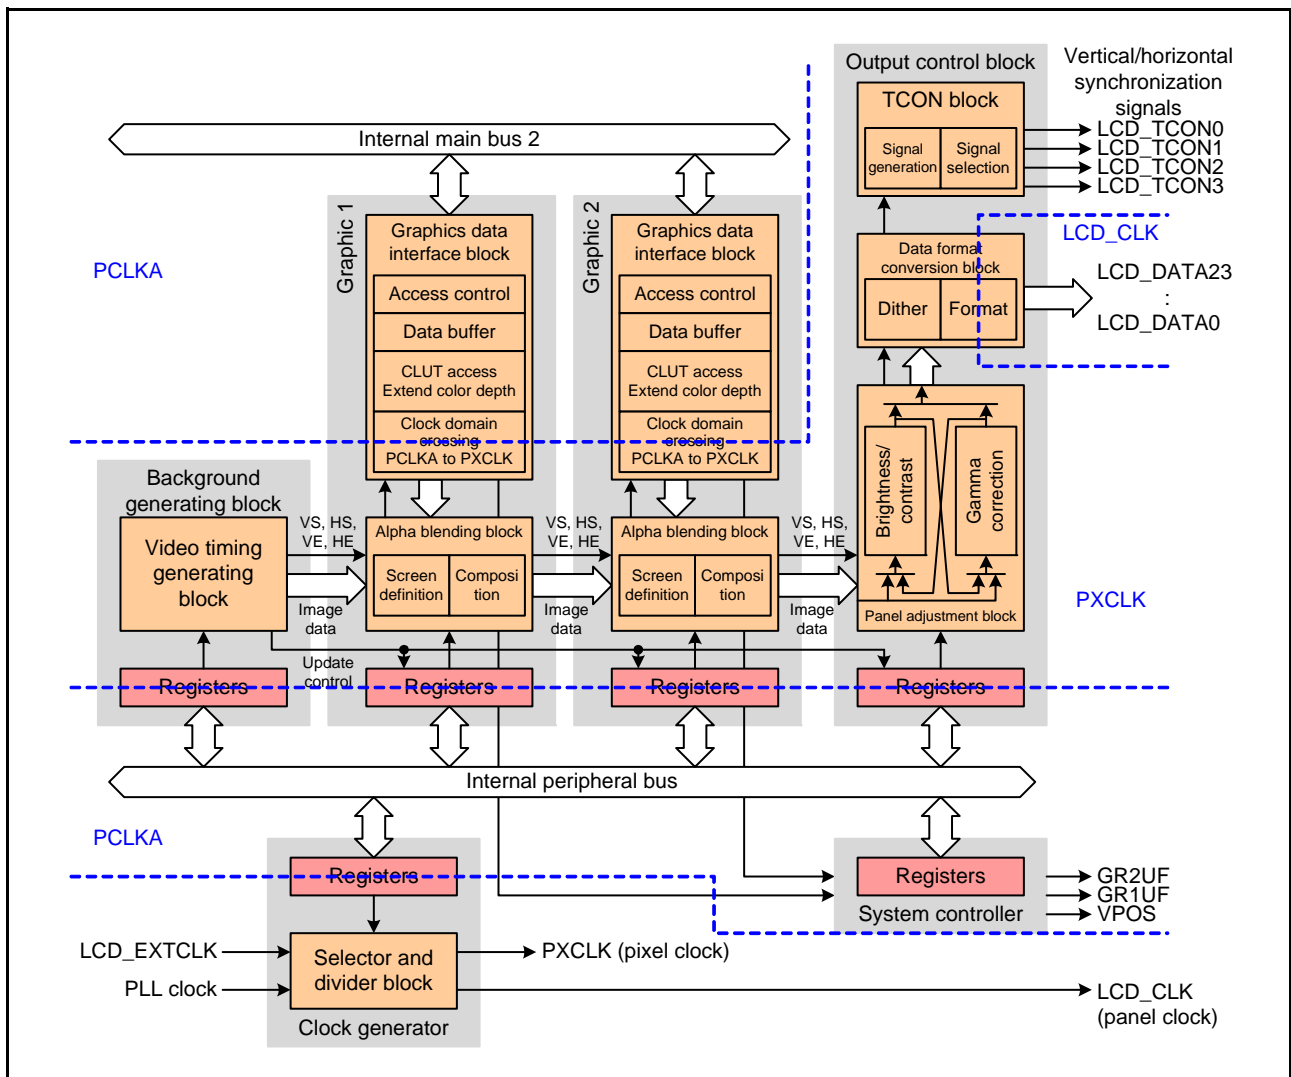 Output control block
Vertical/horizontal
synchronization
signals
TCON block
Signal
generation
Signal
selection
LCD_TCON0
LCD_TCON1
LCD_TCON2
LCD_TCON3
Internal main bus 2
Graphic 1
Graphics data
interface block
Access control
Data buffer
CLUT access
Extend color depth
Clock domain
crossing
PCLKA to PXCLK
Graphic 2
Graphics data
interface block
Access control
Data buffer
CLUT access
Extend color depth
Clock domain
crossing
PCLKA to PXCLK
PCLKA
LCD_CLK
Data format
conversion block
Dither
Format
LCD_DATA23
:
LCD_DATA0
Background
generating block
Video timing
generating
block
VS, HS,
VE, HE
Image
data
Alpha blending block
Screen
definition
Composi
tion
VS, HS,
VE, HE
Image
data
Alpha blending block
Screen
definition
Composi
tion
VS, HS,
VE, HE
Image
data
Brightness/
contrast
Gamma
correction
Panel adjustment block
PXCLK
Update
control
Registers
Registers
Registers
Registers
Internal peripheral bus
PCLKA
Registers
Registers
System controller
GR2UF
GR1UF
VPOS
LCD_EXTCLK
PLL clock
Selector and
divider block
Clock generator
PXCLK (pixel clock)
LCD_CLK
(panel clock)